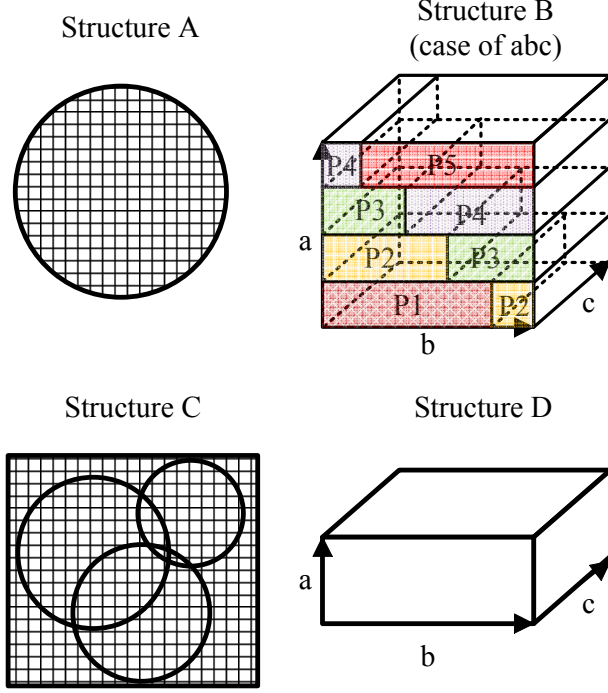 Structure A
Structure B
(case of abc)
P4 P5
P3 P4
a
P2 P3
P1 P2
b
c
Structure C
Structure D
a
b
c